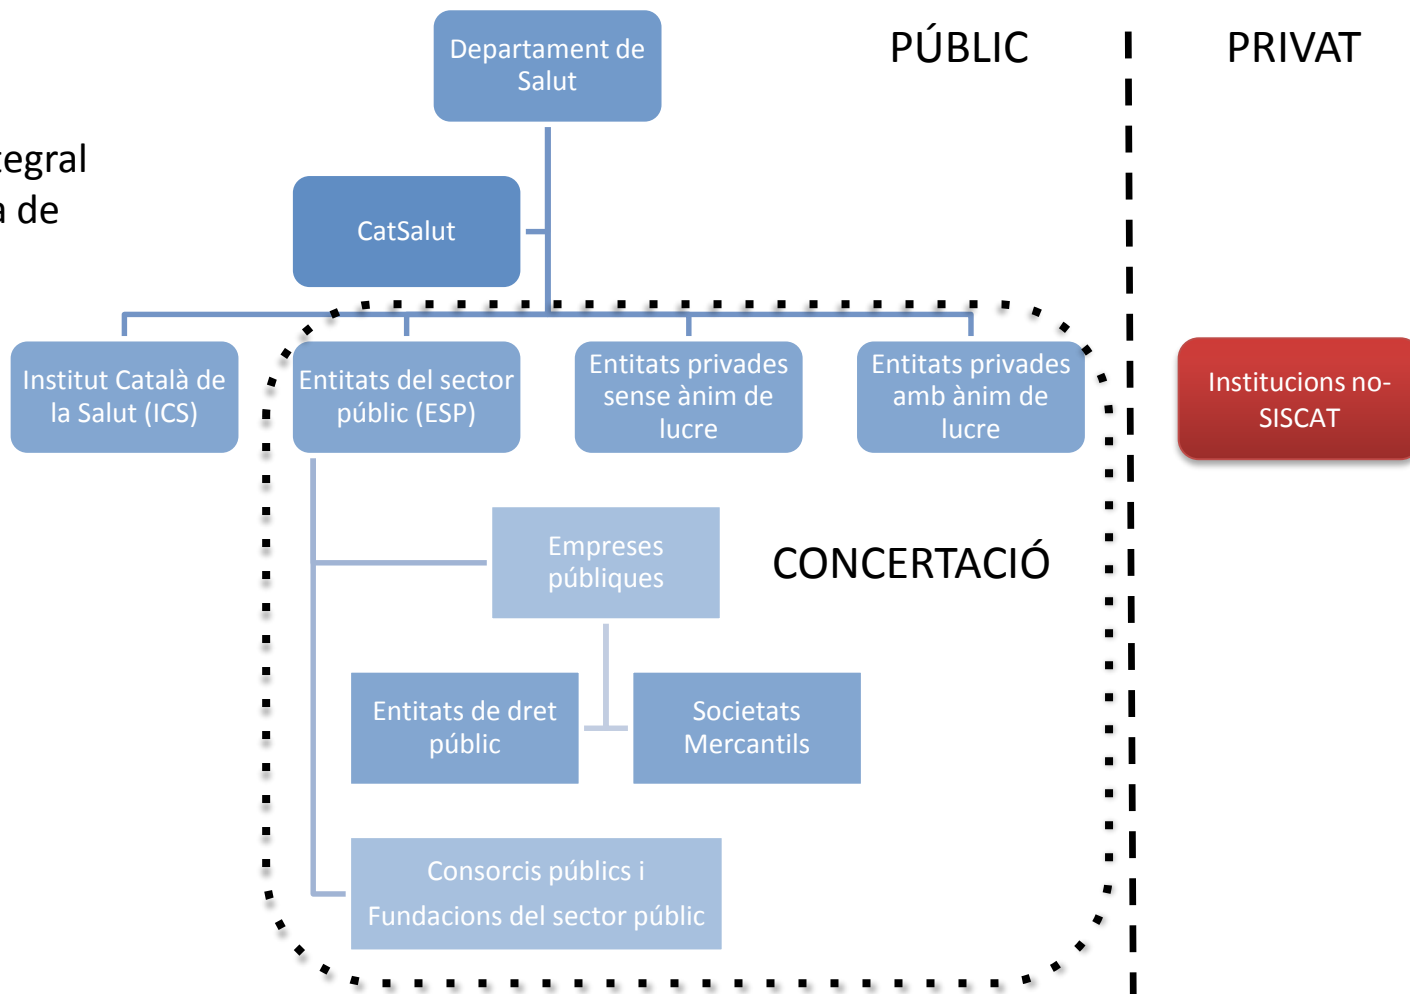 Departament de
Salut
PÚBLIC
PRIVAT
tegral
a de
CatSalut
Institut Català de
la Salut (ICS)
Entitats del sector
públic (ESP)
Entitats privades
sense ànim de
lucre
Entitats privades
amb ànim de
lucre
Institucions no-
SISCAT
Empreses
públiques
CONCERTACIÓ
Entitats de dret
públic
Societats
Mercantils
Consorcis públics i
Fundacions del sector públic